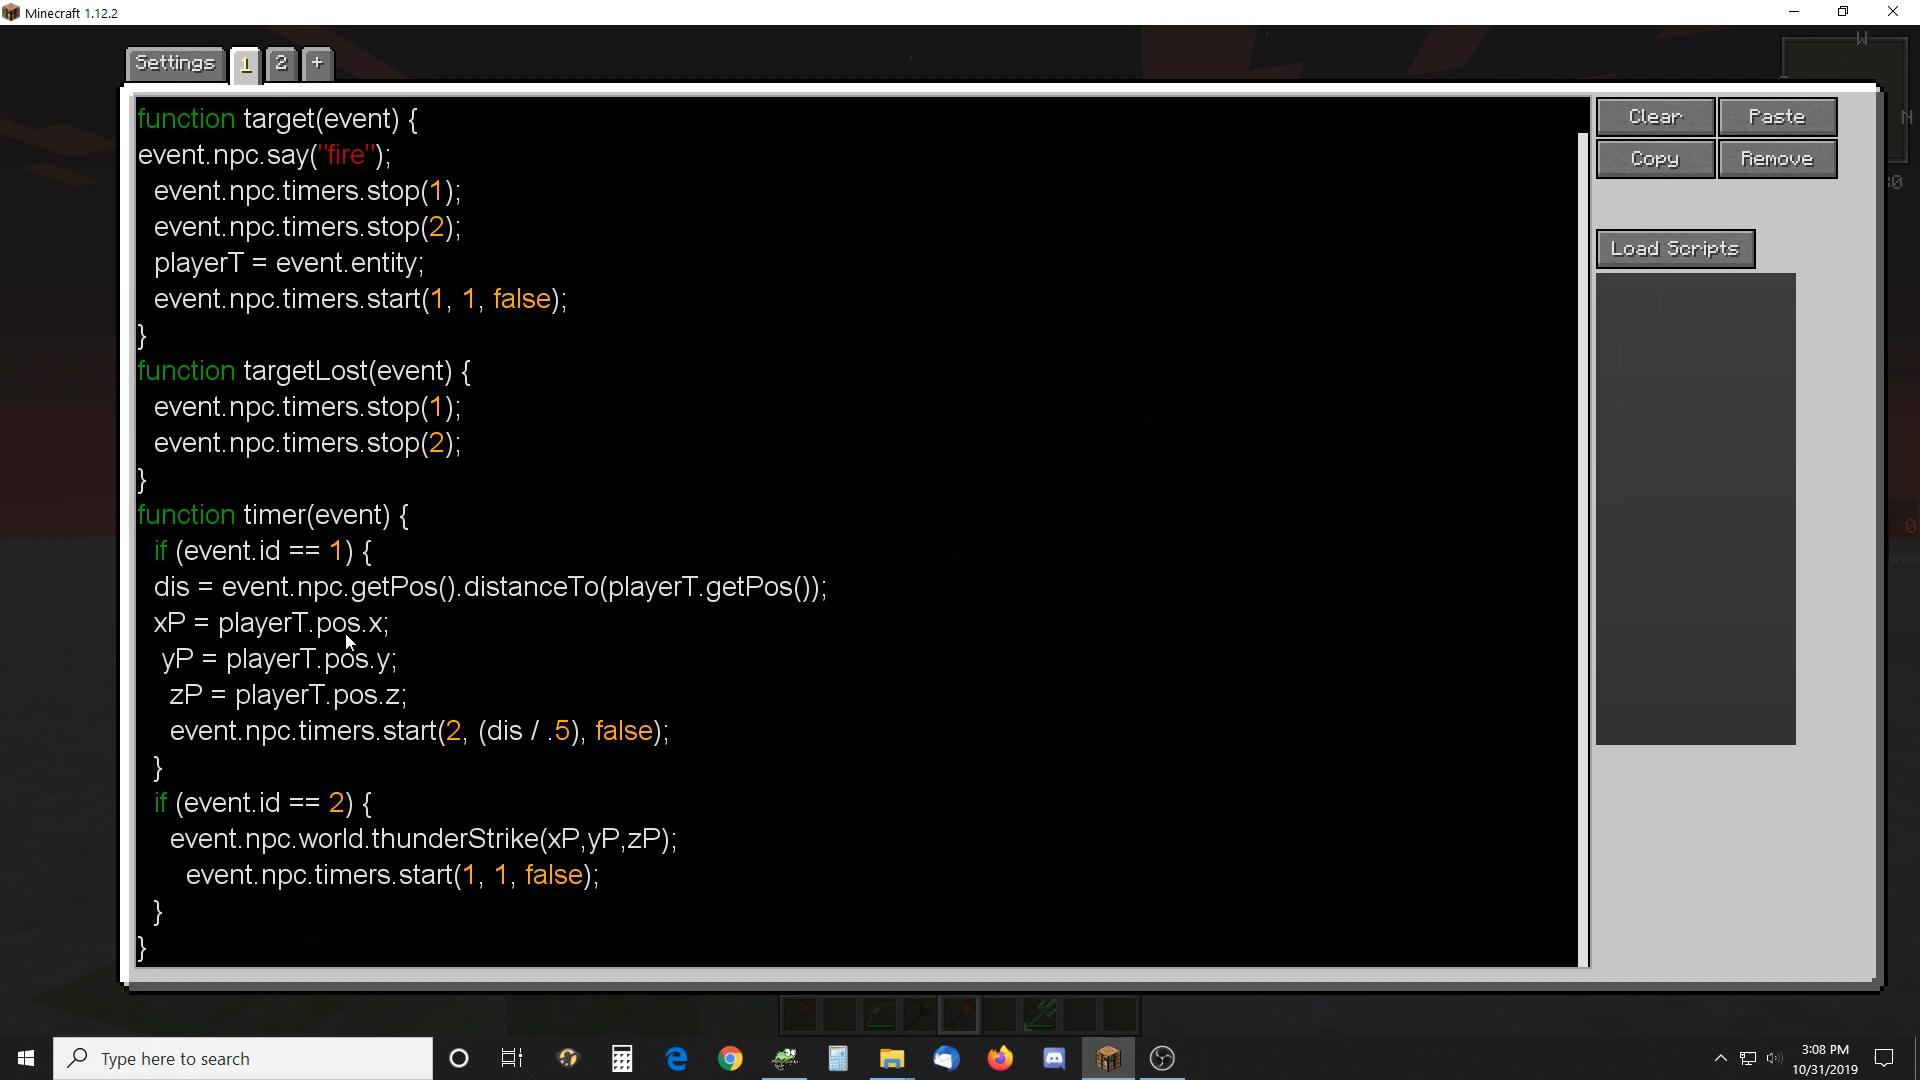 Minecraft 1.12.2
W
Settings
1
2
+
function target(event) {
event.npc.say("fire");
event.npc.timers.stop(1);
event.npc.timers.stop(2);
playerT = event.entity;
event.npc.timers.start(1, 1, false);
}
function targetLost(event) {
event.npc.timers.stop(1);
event.npc.timers.stop(2);
}
function timer(event) {
if (event.id == 1) {
dis = event.npc.getPos().distanceTo(playerT.getPos());
xP = playerT.pos.x;
yP = playerT.pos.y;
zP = playerT.pos.z;
event.npc.timers.start(2, (dis / .5), false);
}
if (event.id == 2) {
event.npc.world.thunderStrike(xP,yP,zP);
event.npc.timers.start(1, 1, false);
}
}
Clear
Paste
Copy
Remove
Load Scripts
N
:0
0
Type here to search
3:08 PM
10/31/2019